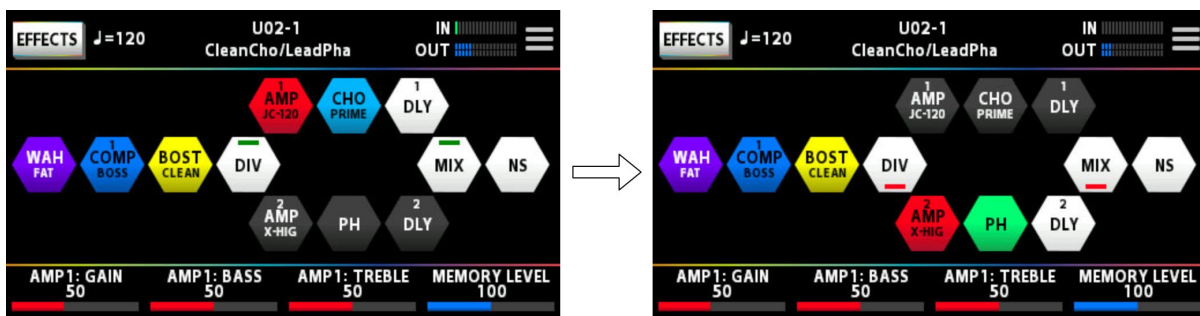 EFFECTS ♩=120 U02-1 IN
CleanCho/LeadPha OUT
1 AMP JC-120 CHO PRIME 1 DLY
WAH FAT 1 COMP BOSS BOST CLEAN DIV MIX NS
2 AMP X-HIG PH 2 DLY
AMP1: GAIN AMP1: BASS AMP1: TREBLE MEMORY LEVEL
50 50 50 100
EFFECTS ♩=120 U02-1 IN
CleanCho/LeadPha OUT
1 AMP JC-120 CHO PRIME 1 DLY
WAH FAT 1 COMP BOSS BOST CLEAN DIV MIX NS
2 AMP X-HIG PH 2 DLY
AMP1: GAIN AMP1: BASS AMP1: TREBLE MEMORY LEVEL
50 50 50 100